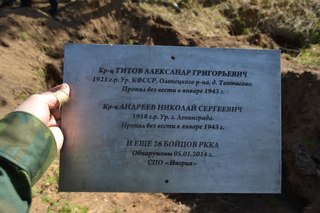 Кр-ц ТИТОВ АЛЕКСАНДР ГРИГОРЬЕВИЧ
1921 г.р. Ур. КФССР, Олонецкого р-на, д. Тахтасово.
Пропал без вести в январе 1943 г.
Кр-ц АНДРЕЕВ НИКОЛАЙ СЕРГЕЕВИЧ
1918 г.р. Ур. г. Ленинграда.
Пропал без вести в январе 1943 г.
И ЕЩЕ 26 БОЙЦОВ РККА
Обнаружены 05.01.2014 г.
СПО «Ингрия»